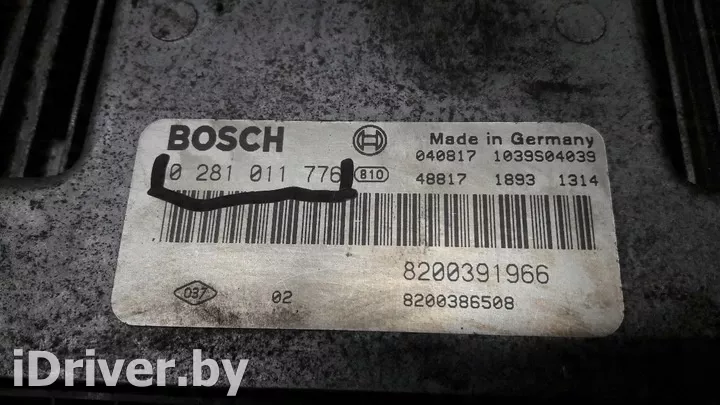 BOSCH
Made in Germany
040817 1039S04039
0 281 011 776 810
48817 1893 1314
8200391966
037 02
8200386508
iDriver.by